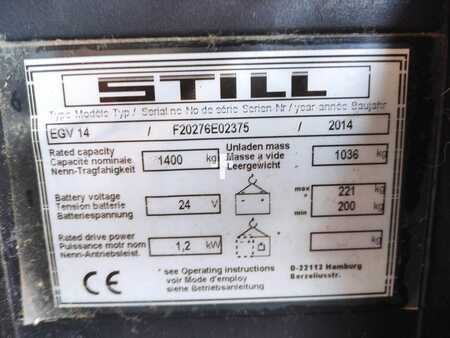 STILL
Type-Modèle-Typ / Serial no-No de série-Serien-Nr / year-année-Baujahr
EGV 14 / F20276E02375 / 2014
Rated capacity
Capacité nominale
Nenn-Tragfähigkeit
1400 kg
Unladen mass
Masse a vide
Leergewicht
1036 kg
Battery voltage
Tension batterie
Batteriespannung
24 V
max 221 kg
* min 200 kg
Rated drive power
Puissance motr nom
Nenn-Antriebsleist.
1,2 kW
kg
CE
* see Operating instructions
voir Mode d'emploi
siehe Betriebsanleitung
D-22113 Hamburg
Berzeliusstr.